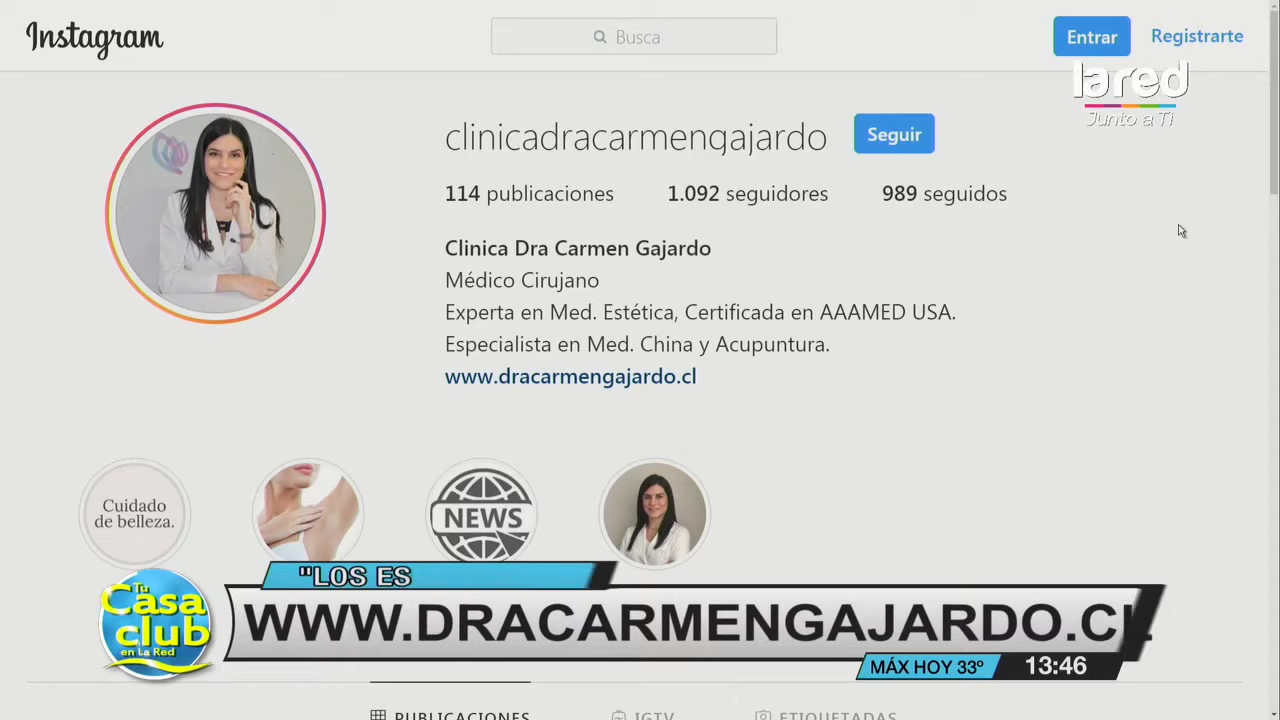 Instagram
Busca
Entrar
Registrarte
lared
Junto a Ti
clinicadracarmengajardo
Seguir
114 publicaciones
1.092 seguidores
989 seguidos
Clinica Dra Carmen Gajardo
Médico Cirujano
Experta en Med. Estética, Certificada en AAAMED USA.
Especialista en Med. China y Acupuntura.
www.dracarmengajardo.cl
Cuidado
de belleza.
NEWS
"LOS ES
Tu
Casa
club
en La Red
WWW.DRACARMENGAJARDO.CL
MÁX HOY 33º
13:46
PUBLICACIONES
IGTV
ETIQUETADAS